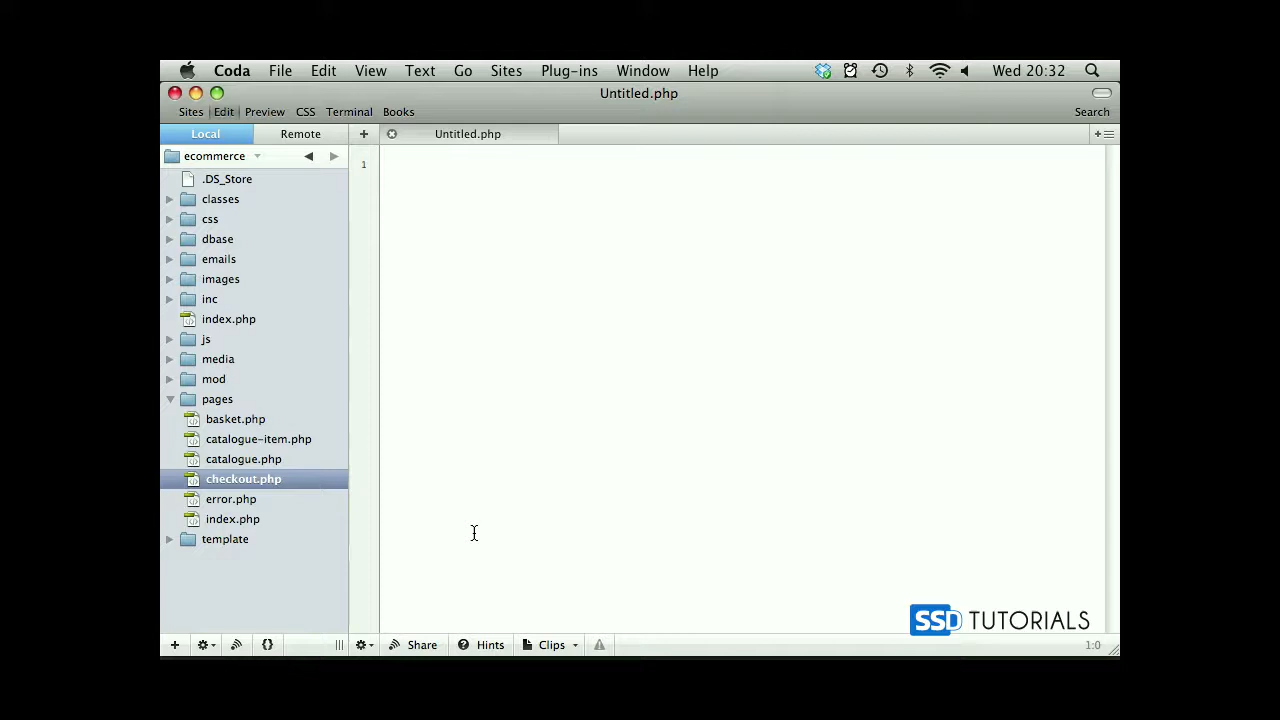 Coda File Edit View Text Go Sites Plug-ins Window Help Wed 20:32
Untitled.php
Sites Edit Preview CSS Terminal Books Search
Local Remote + Untitled.php
ecommerce
1
.DS_Store
classes
css
dbase
emails
images
inc
index.php
js
media
mod
pages
basket.php
catalogue-item.php
catalogue.php
checkout.php
error.php
index.php
template
SSD TUTORIALS
Share Hints Clips 1:0